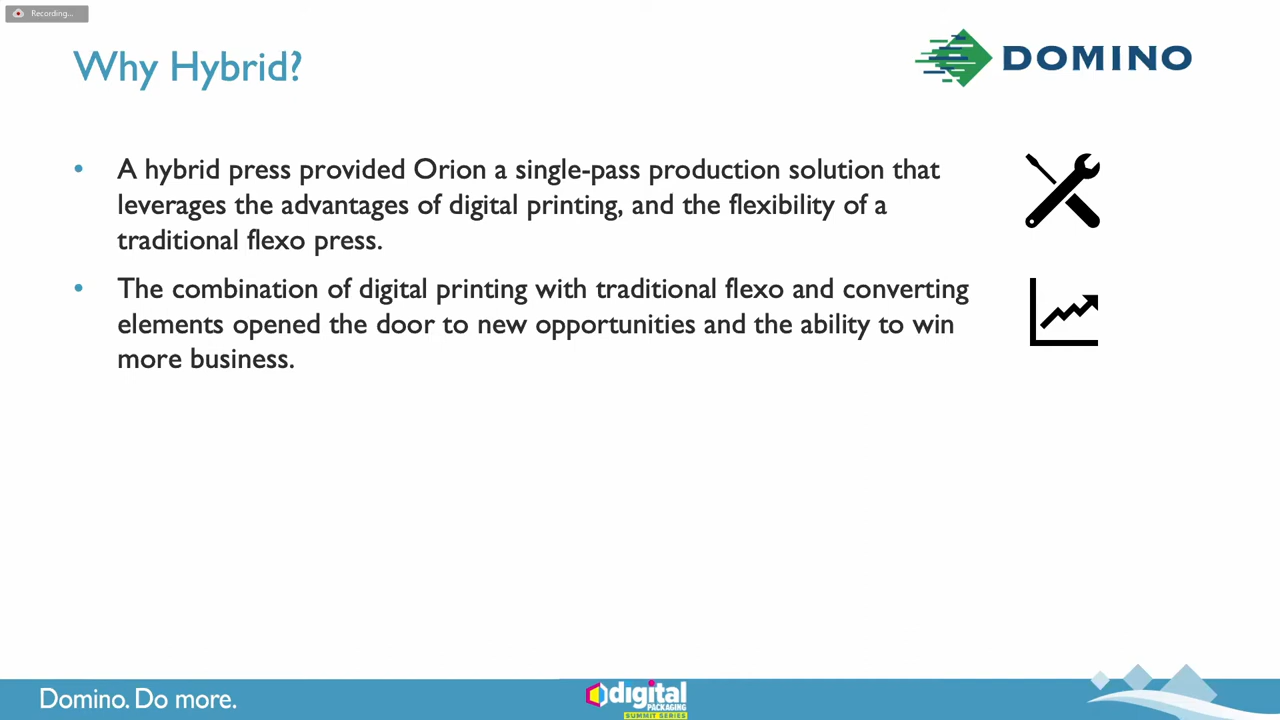 Recording...
Why Hybrid?
DOMINO
• A hybrid press provided Orion a single-pass production solution that
leverages the advantages of digital printing, and the flexibility of a
traditional flexo press.
• The combination of digital printing with traditional flexo and converting
elements opened the door to new opportunities and the ability to win
more business.
Domino. Do more.
digital
PACKAGING
SUMMIT SERIES